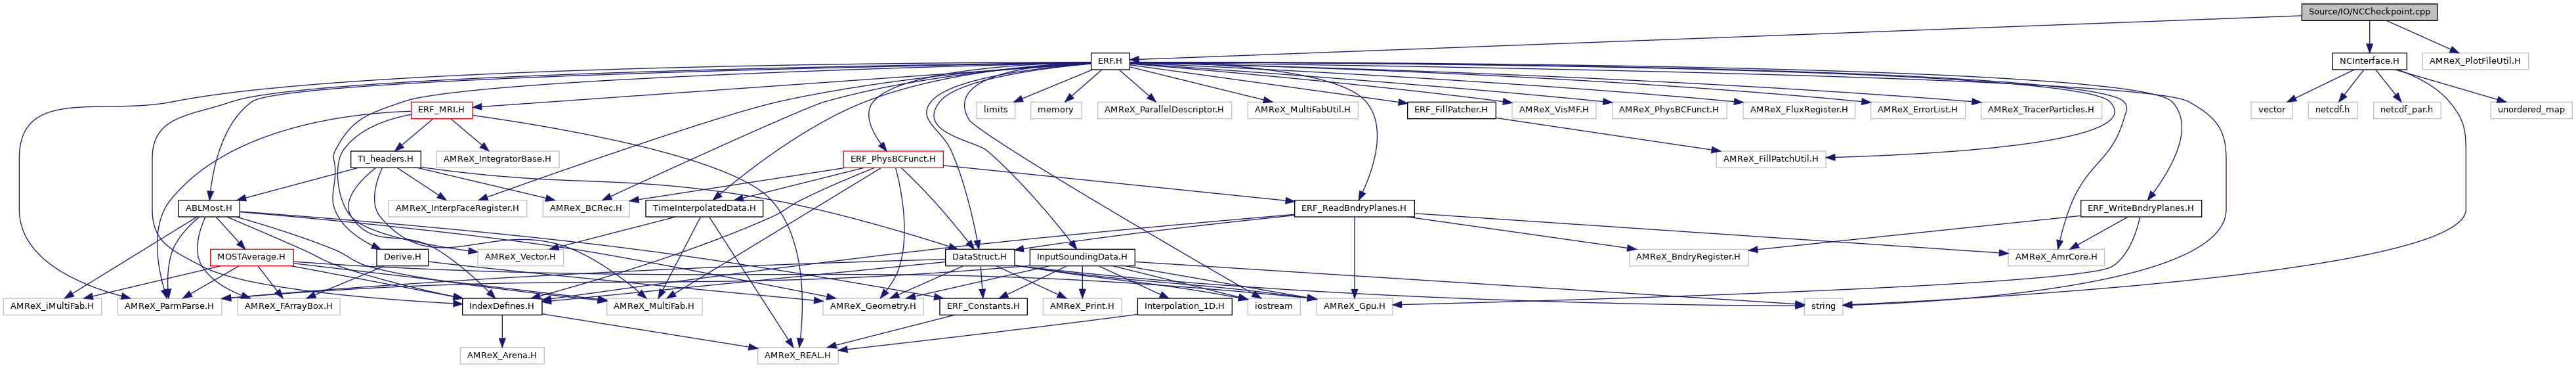 Source/IO/NCCheckpoint.cpp
ERF.H
NCInterface.H
AMReX_PlotFileUtil.H
ERF_MRI.H
limits
memory
AMReX_ParallelDescriptor.H
AMReX_MultiFabUtil.H
ERF_FillPatcher.H
AMReX_VisMF.H
AMReX_PhysBCFunct.H
AMReX_FluxRegister.H
AMReX_ErrorList.H
AMReX_TracerParticles.H
vector
netcdf.h
netcdf_par.h
unordered_map
TI_headers.H
AMReX_IntegratorBase.H
ERF_PhysBCFunct.H
AMReX_FillPatchUtil.H
ABLMost.H
AMReX_InterpFaceRegister.H
AMReX_BCRec.H
TimeInterpolatedData.H
ERF_ReadBndryPlanes.H
ERF_WriteBndryPlanes.H
MOSTAverage.H
Derive.H
AMReX_Vector.H
DataStruct.H
InputSoundingData.H
AMReX_BndryRegister.H
AMReX_AmrCore.H
AMReX_iMultiFab.H
AMReX_ParmParse.H
AMReX_FArrayBox.H
IndexDefines.H
AMReX_MultiFab.H
AMReX_Geometry.H
ERF_Constants.H
AMReX_Print.H
Interpolation_1D.H
iostream
AMReX_Gpu.H
string
AMReX_Arena.H
AMReX_REAL.H